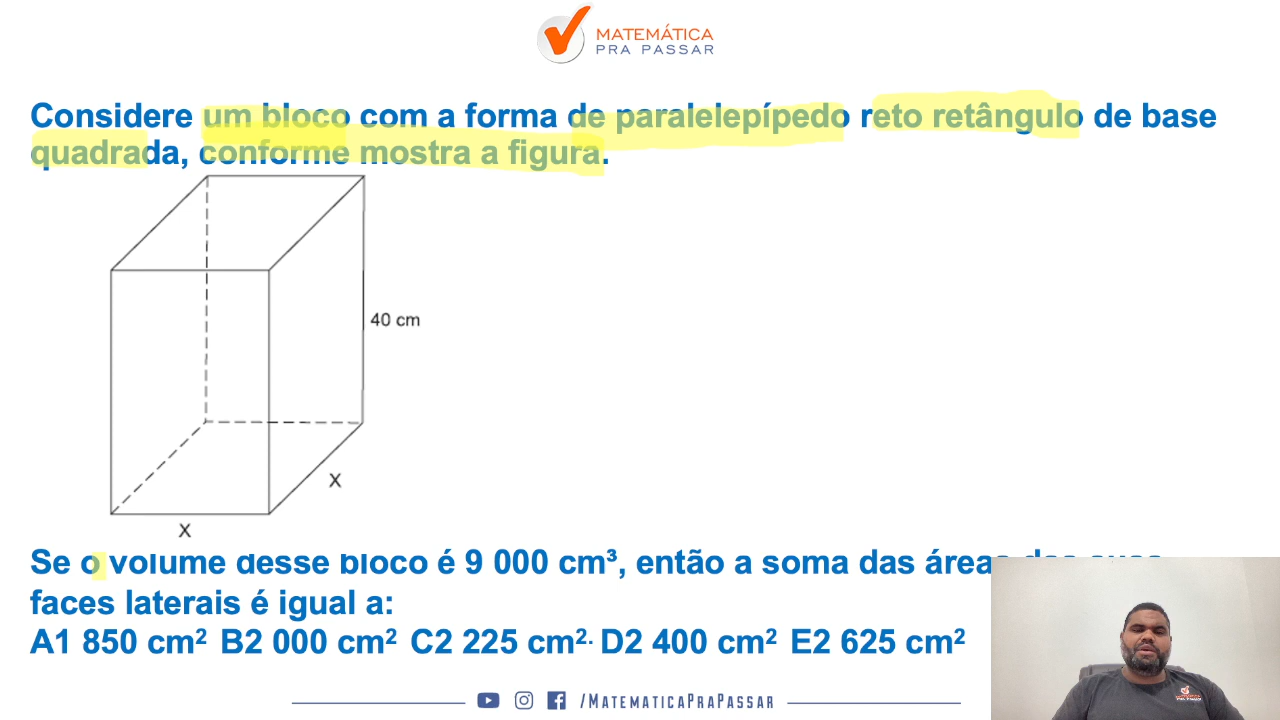 MATEMÁTICA
PRA PASSAR
Considere um bloco com a forma de paralelepípedo reto retângulo de base
quadrada, conforme mostra a figura.
40 cm
X
X
Se o volume desse bloco é 9 000 cm³, então a soma das áreas das suas
faces laterais é igual a:
A1 850 cm² B2 000 cm² C2 225 cm²· D2 400 cm² E2 625 cm²
/MATEMATICAPRAPASSAR